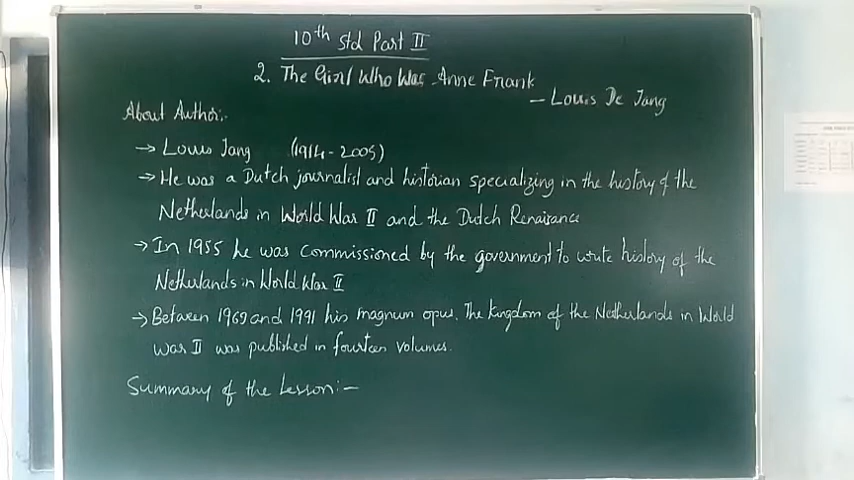 10th Std Part II
2. The Girl Who Was Anne Frank
- Louis De Jang
About Author:-
→ Louis Jang (1914 - 2005)
→ He was a Dutch journalist and historian specializing in the history of the
Netherlands in World War II and the Dutch Renaisance
→ In 1955 he was commissioned by the government to write history of the
Netherlands in World War II
→ Between 1969 and 1991 his magnum opus. The kingdom of the Netherlands in World
War II was published in fourteen volumes.
Summary of the Lesson:-